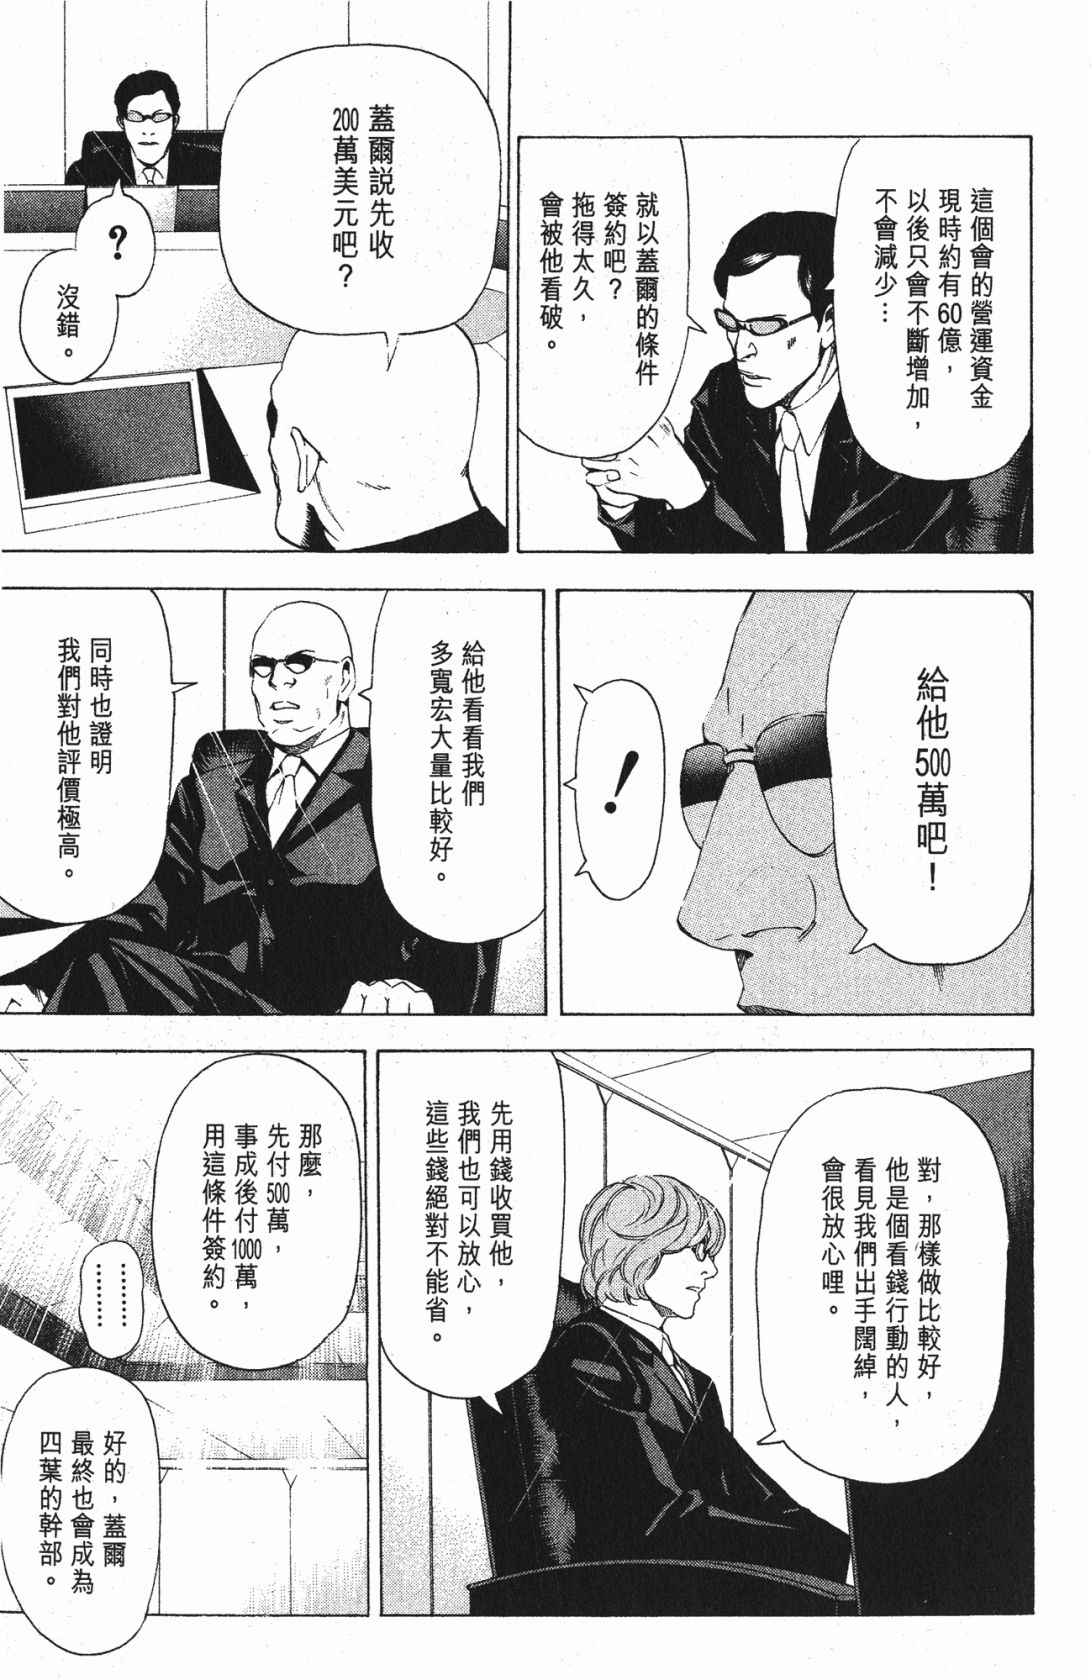 這個會的營運資金
現時約有60億，
以後只會不斷增加，
不會減少…
就以蓋爾的條件
簽約吧？
拖得太久，
會被他看破。
蓋爾說先收
200萬美元吧？
？
沒錯。
給他500萬吧！
！
給他看看我們
多寬宏大量比較好。
同時也證明
我們對他評價極高。
對，那樣做比較好，
他是個看錢行動的人，
看見我們出手闊綽，
會很放心哩。
先用錢收買他，
我們也可以放心，
這些錢絕對不能省。
那麼，
先付500萬，
事成後付1000萬，
用這條件簽約。
………
………
好的，蓋爾
最終也會成為
四葉的幹部。